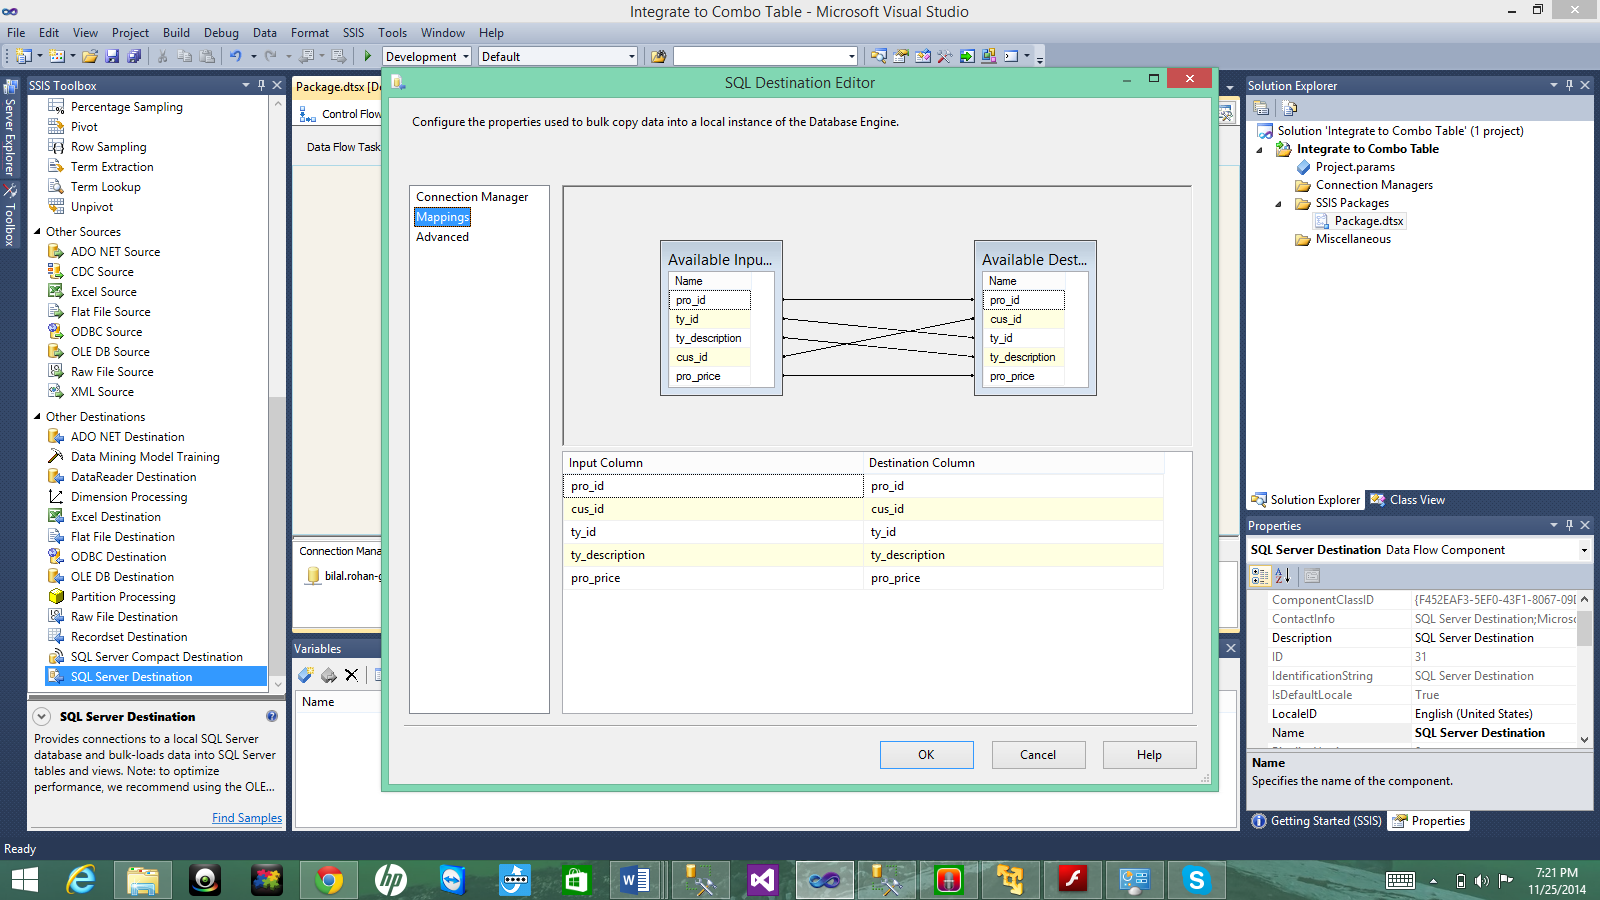 Integrate to Combo Table - Microsoft Visual Studio
File Edit View Project Build Debug Data Format SSIS Tools Window Help
Development Default
Server Explorer
Toolbox
SSIS Toolbox
Percentage Sampling
Pivot
Row Sampling
Term Extraction
Term Lookup
Unpivot
Other Sources
ADO NET Source
CDC Source
Excel Source
Flat File Source
ODBC Source
OLE DB Source
Raw File Source
XML Source
Other Destinations
ADO NET Destination
Data Mining Model Training
DataReader Destination
Dimension Processing
Excel Destination
Flat File Destination
ODBC Destination
OLE DB Destination
Partition Processing
Raw File Destination
Recordset Destination
SQL Server Compact Destination
SQL Server Destination
SQL Server Destination
Provides connections to a local SQL Server
database and bulk-loads data into SQL Server
tables and views. Note: to optimize
performance, we recommend using the OLE...
Find Samples
Package.dtsx [De
Control Flow
Data Flow Task
Connection Mana
bilal.rohan-g
Variables
Name
SQL Destination Editor
Configure the properties used to bulk copy data into a local instance of the Database Engine.
Connection Manager
Mappings
Advanced
Available Inpu...
Name
pro_id
ty_id
ty_description
cus_id
pro_price
Available Dest...
Name
pro_id
cus_id
ty_id
ty_description
pro_price
Input Column Destination Column
pro_id pro_id
cus_id cus_id
ty_id ty_id
ty_description ty_description
pro_price pro_price
OK Cancel Help
Solution Explorer
Solution 'Integrate to Combo Table' (1 project)
Integrate to Combo Table
Project.params
Connection Managers
SSIS Packages
Package.dtsx
Miscellaneous
Solution Explorer Class View
Properties
SQL Server Destination Data Flow Component
ComponentClassID {F452EAF3-5EF0-43F1-8067-09D
ContactInfo SQL Server Destination;Microso
Description SQL Server Destination
ID 31
IdentificationString SQL Server Destination
IsDefaultLocale True
LocaleID English (United States)
Name SQL Server Destination
Name
Specifies the name of the component.
Getting Started (SSIS) Properties
Ready
7:21 PM
11/25/2014